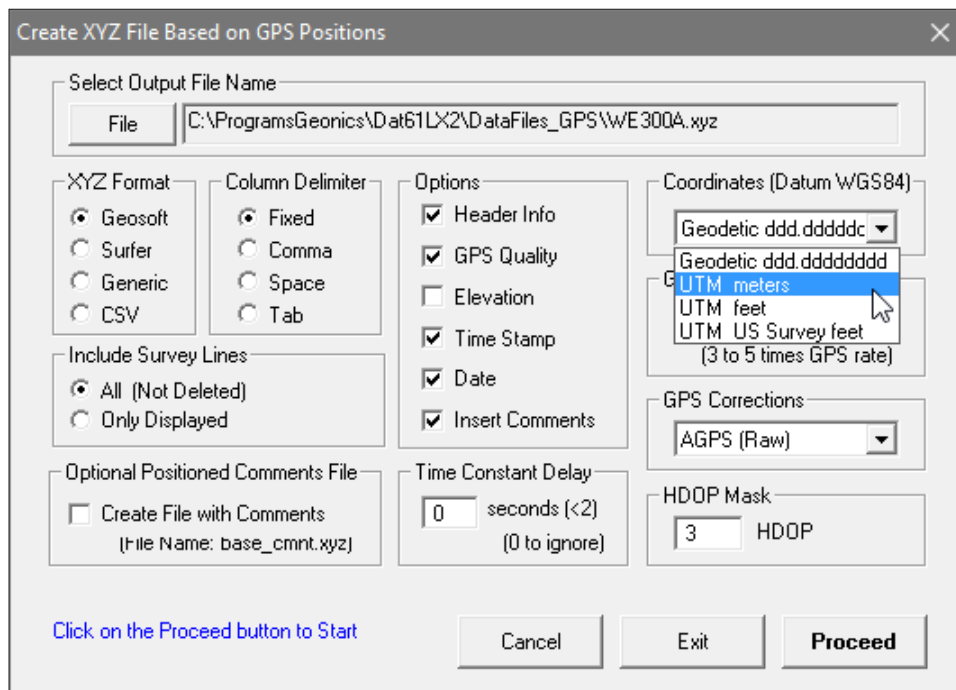 Create XYZ File Based on GPS Positions
Select Output File Name
File
C:\ProgramsGeonics\Dat61LX2\DataFiles_GPS\WE300A.xyz
XYZ Format
Geosoft
Surfer
Generic
CSV
Column Delimiter
Fixed
Comma
Space
Tab
Include Survey Lines
All (Not Deleted)
Only Displayed
Optional Positioned Comments File
Create File with Comments
(File Name: base_cmnt.xyz)
Options
Header Info
GPS Quality
Elevation
Time Stamp
Date
Insert Comments
Time Constant Delay
0 seconds (<2)
(0 to ignore)
Coordinates (Datum WGS84)
Geodetic ddd.ddddd
Geodetic ddd.dddddddd
UTM meters
UTM feet
UTM US Survey feet
(3 to 5 times GPS rate)
GPS Corrections
AGPS (Raw)
HDOP Mask
3 HDOP
Click on the Proceed button to Start
Cancel
Exit
Proceed